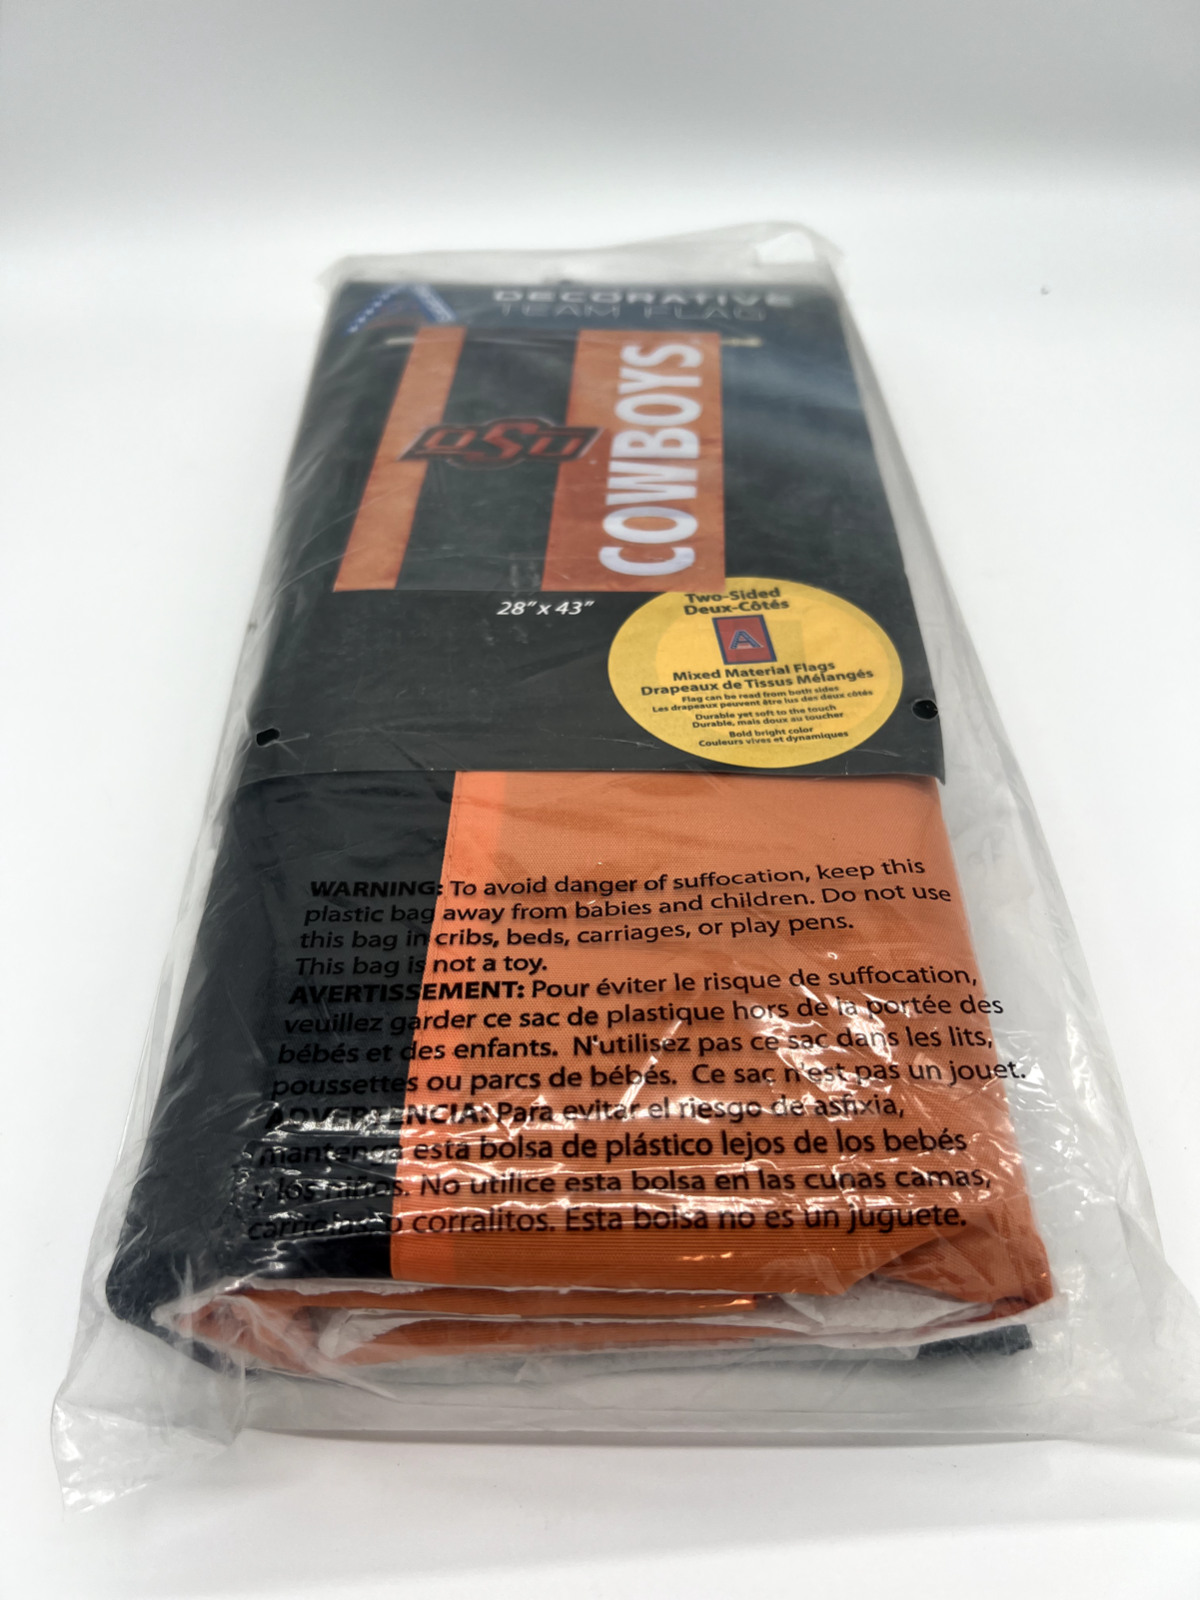 DECORATIVE
TEAM FLAG
OSU
COWBOYS
28" x 43"
Two-Sided
Deux-Côtés
A
Mixed Material Flags
Drapeaux de Tissus Mélangés
Flag can be read from both sides
Les drapeaux peuvent être lus des deux côtés
Durable yet soft to the touch
Durable, mais doux au toucher
Bold bright color
Couleurs vives et dynamiques
WARNING: To avoid danger of suffocation, keep this
plastic bag away from babies and children. Do not use
this bag in cribs, beds, carriages, or play pens.
This bag is not a toy.
AVERTISSEMENT: Pour éviter le risque de suffocation,
veuillez garder ce sac de plastique hors de la portée des
bébés et des enfants. N'utilisez pas ce sac dans les lits,
poussettes ou parcs de bébés. Ce sac n'est pas un jouet.
ADVERTENCIA: Para evitar el riesgo de asfixia,
mantenga esta bolsa de plástico lejos de los bebés
y los niños. No utilice esta bolsa en las cunas camas,
carriolas o corralitos. Esta bolsa no es un juguete.